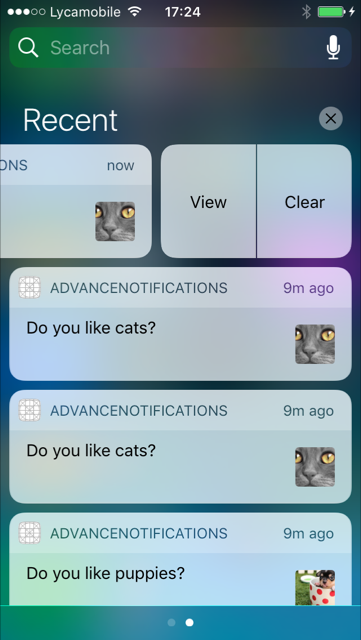 Lycamobile 17:24
Search
Recent
ONS now
View Clear
ADVANCENOTIFICATIONS 9m ago
Do you like cats?
ADVANCENOTIFICATIONS 9m ago
Do you like cats?
ADVANCENOTIFICATIONS 9m ago
Do you like puppies?